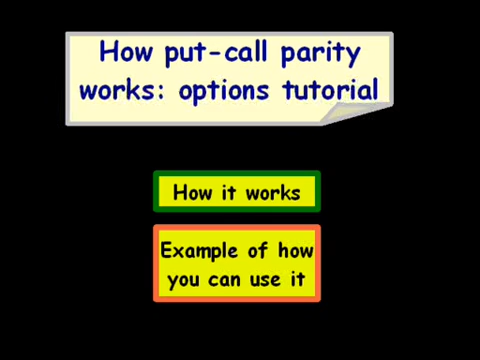 How put-call parity
works: options tutorial
How it works
Example of how
you can use it